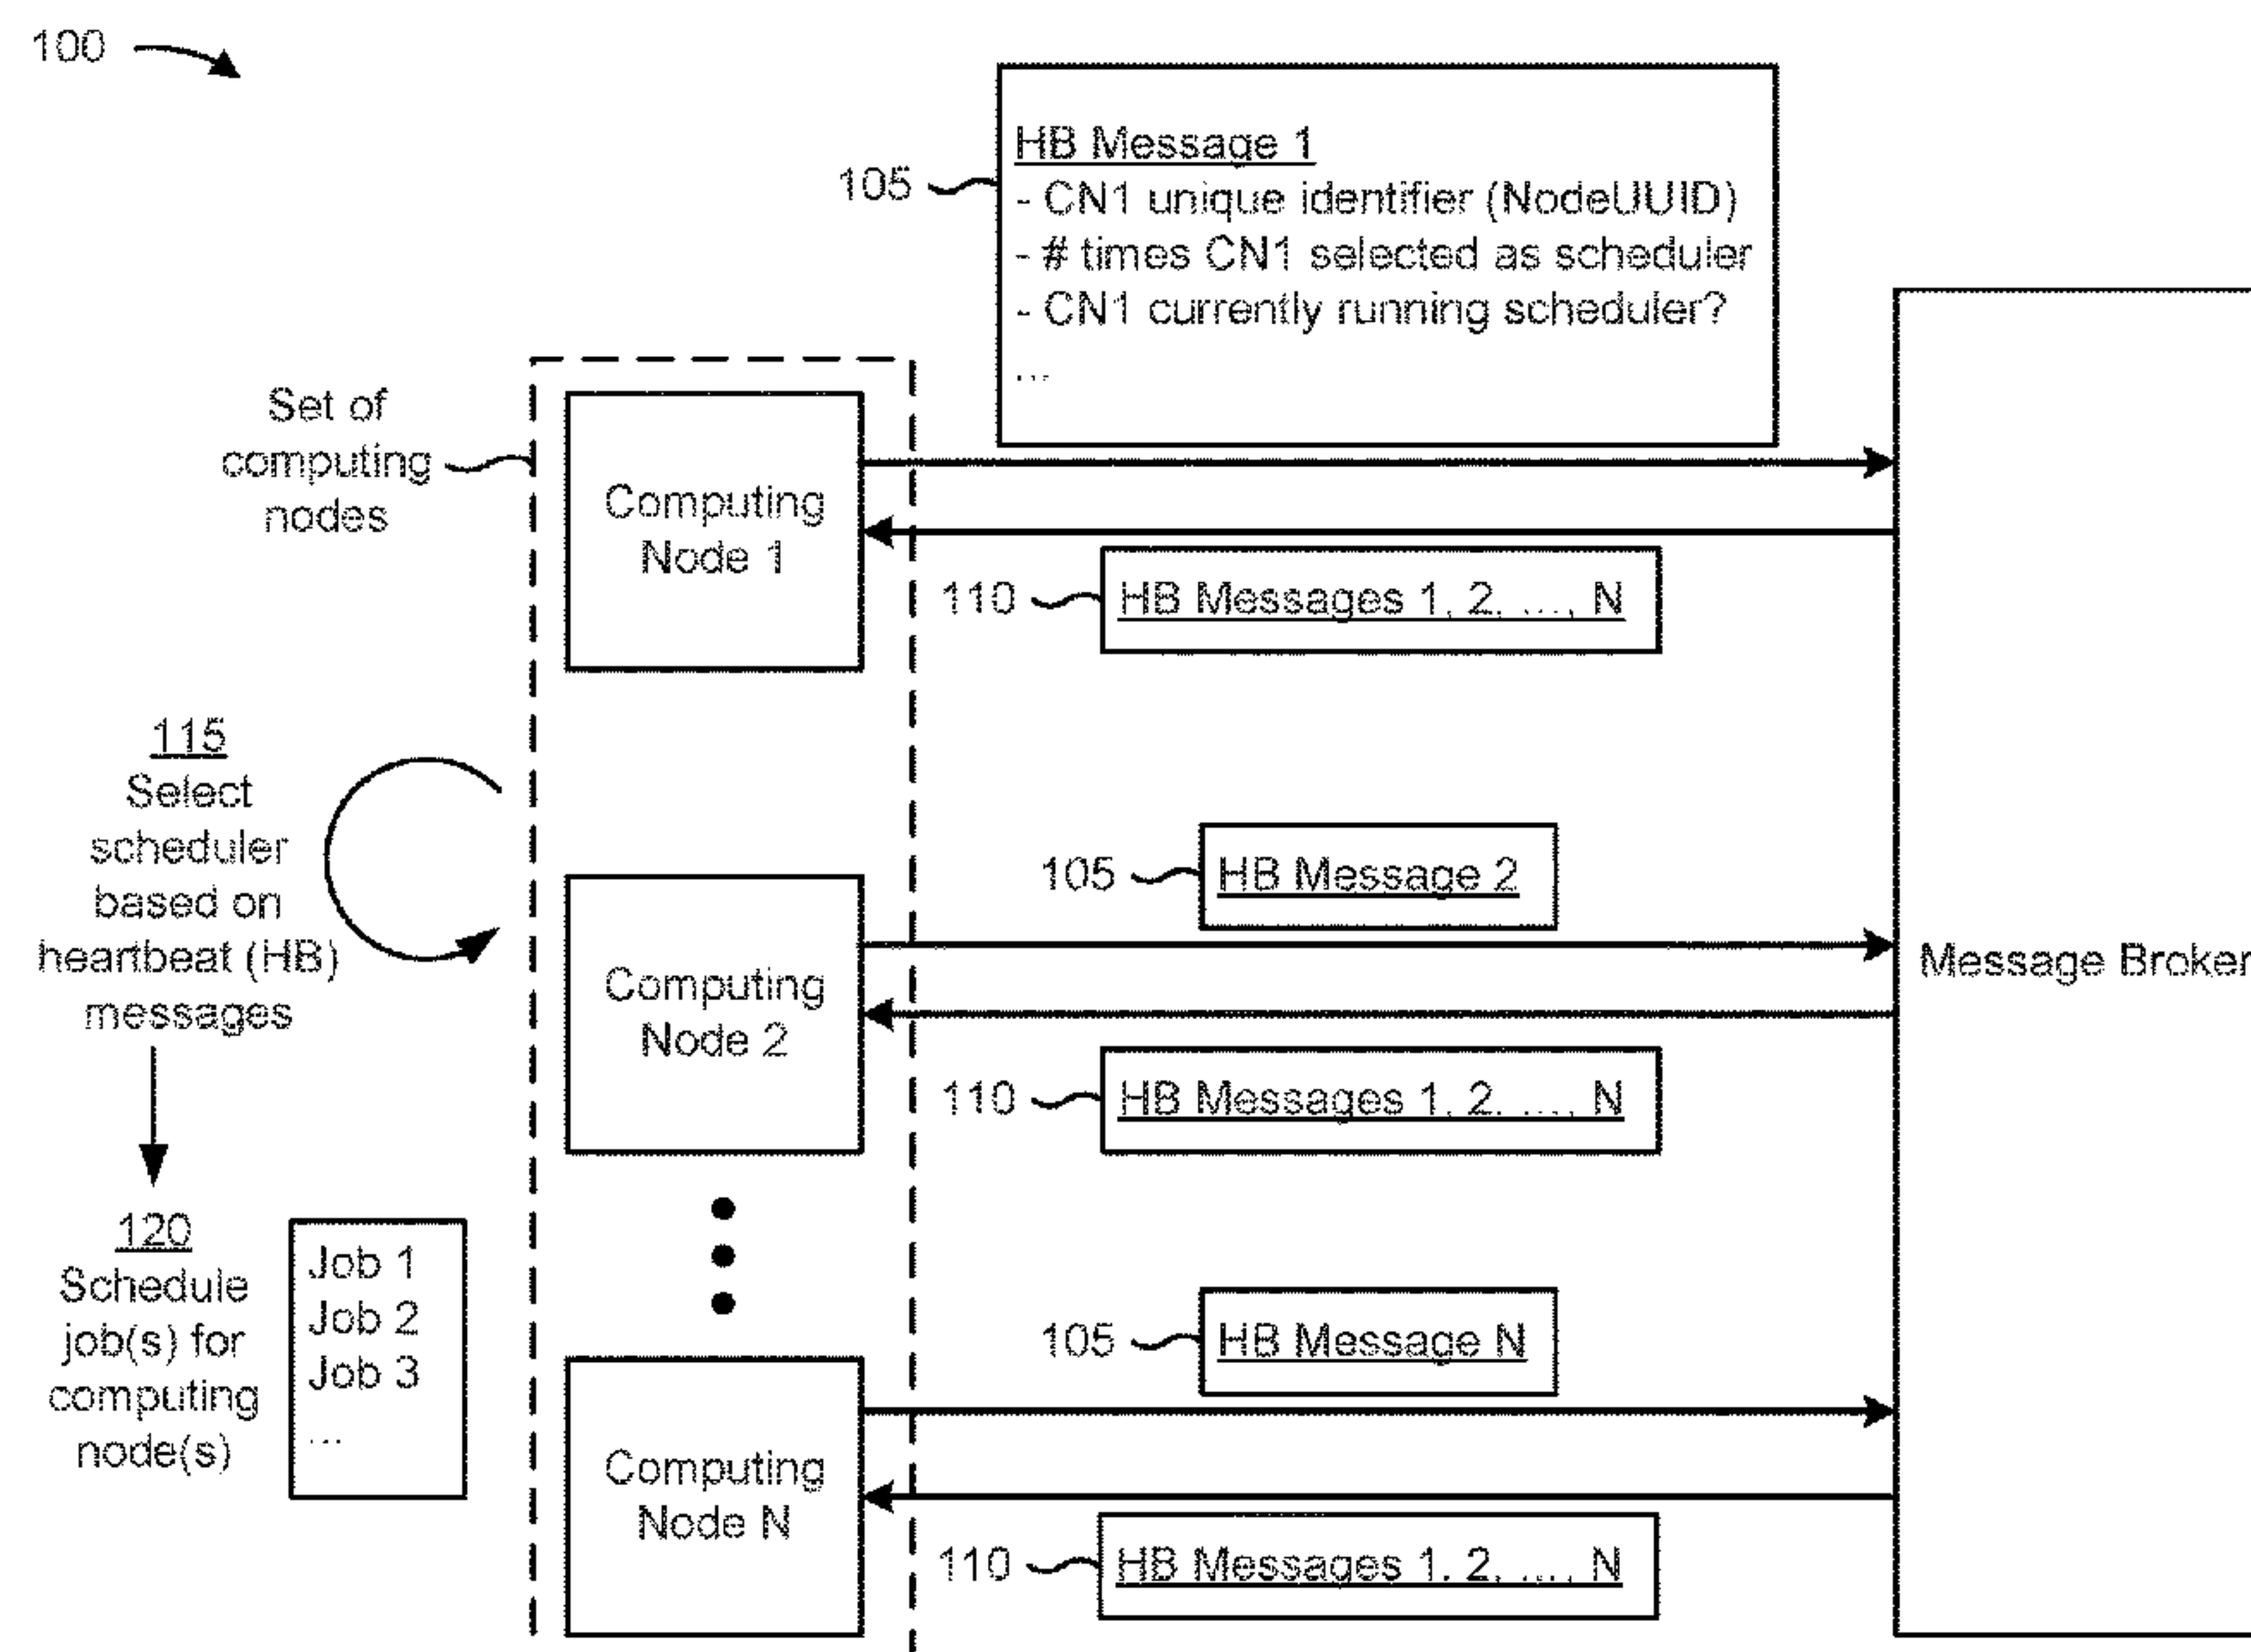 100
HB Message 1
105
- CN1 unique identifier (NodeUUID)
- # times CN1 selected as scheduler
- CN1 currently running scheduler?
...
Set of
computing
nodes
Computing
Node 1
110
HB Messages 1, 2, ..., N
115
Select
scheduler
based on
heartbeat (HB)
messages
105
HB Message 2
Computing
Node 2
Message Broker
110
HB Messages 1, 2, ..., N
120
Schedule
job(s) for
computing
node(s)
Job 1
Job 2
Job 3
...
105
HB Message N
Computing
Node N
110
HB Messages 1, 2, ..., N